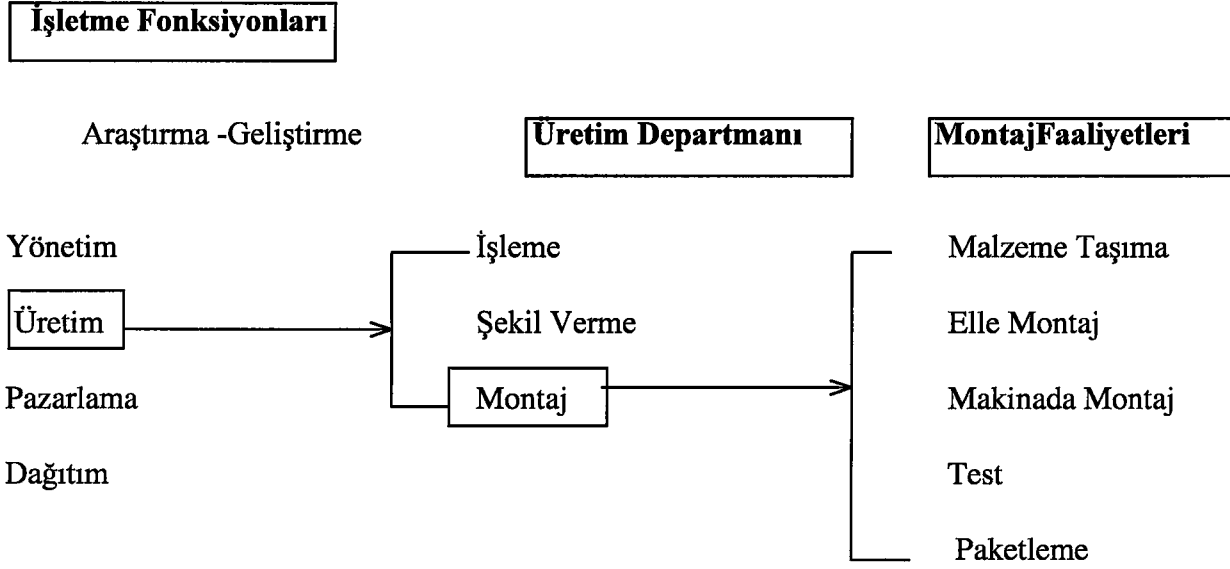 İşletme Fonksiyonları
Araştırma -Geliştirme
Üretim Departmanı
MontajFaaliyetleri
Yönetim
İşleme
Malzeme Taşıma
Üretim
Şekil Verme
Elle Montaj
Pazarlama
Montaj
Makinada Montaj
Dağıtım
Test
Paketleme